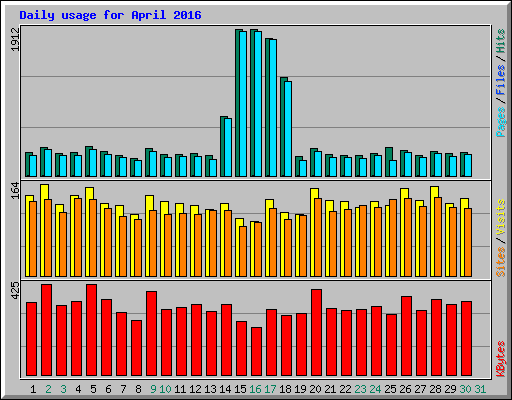 Daily usage for April 2016
1912
164
425
Pages / Files / Hits
Sites / Visits
KBytes
1 2 3 4 5 6 7 8 9 10 11 12 13 14 15 16 17 18 19 20 21 22 23 24 25 26 27 28 29 30 31